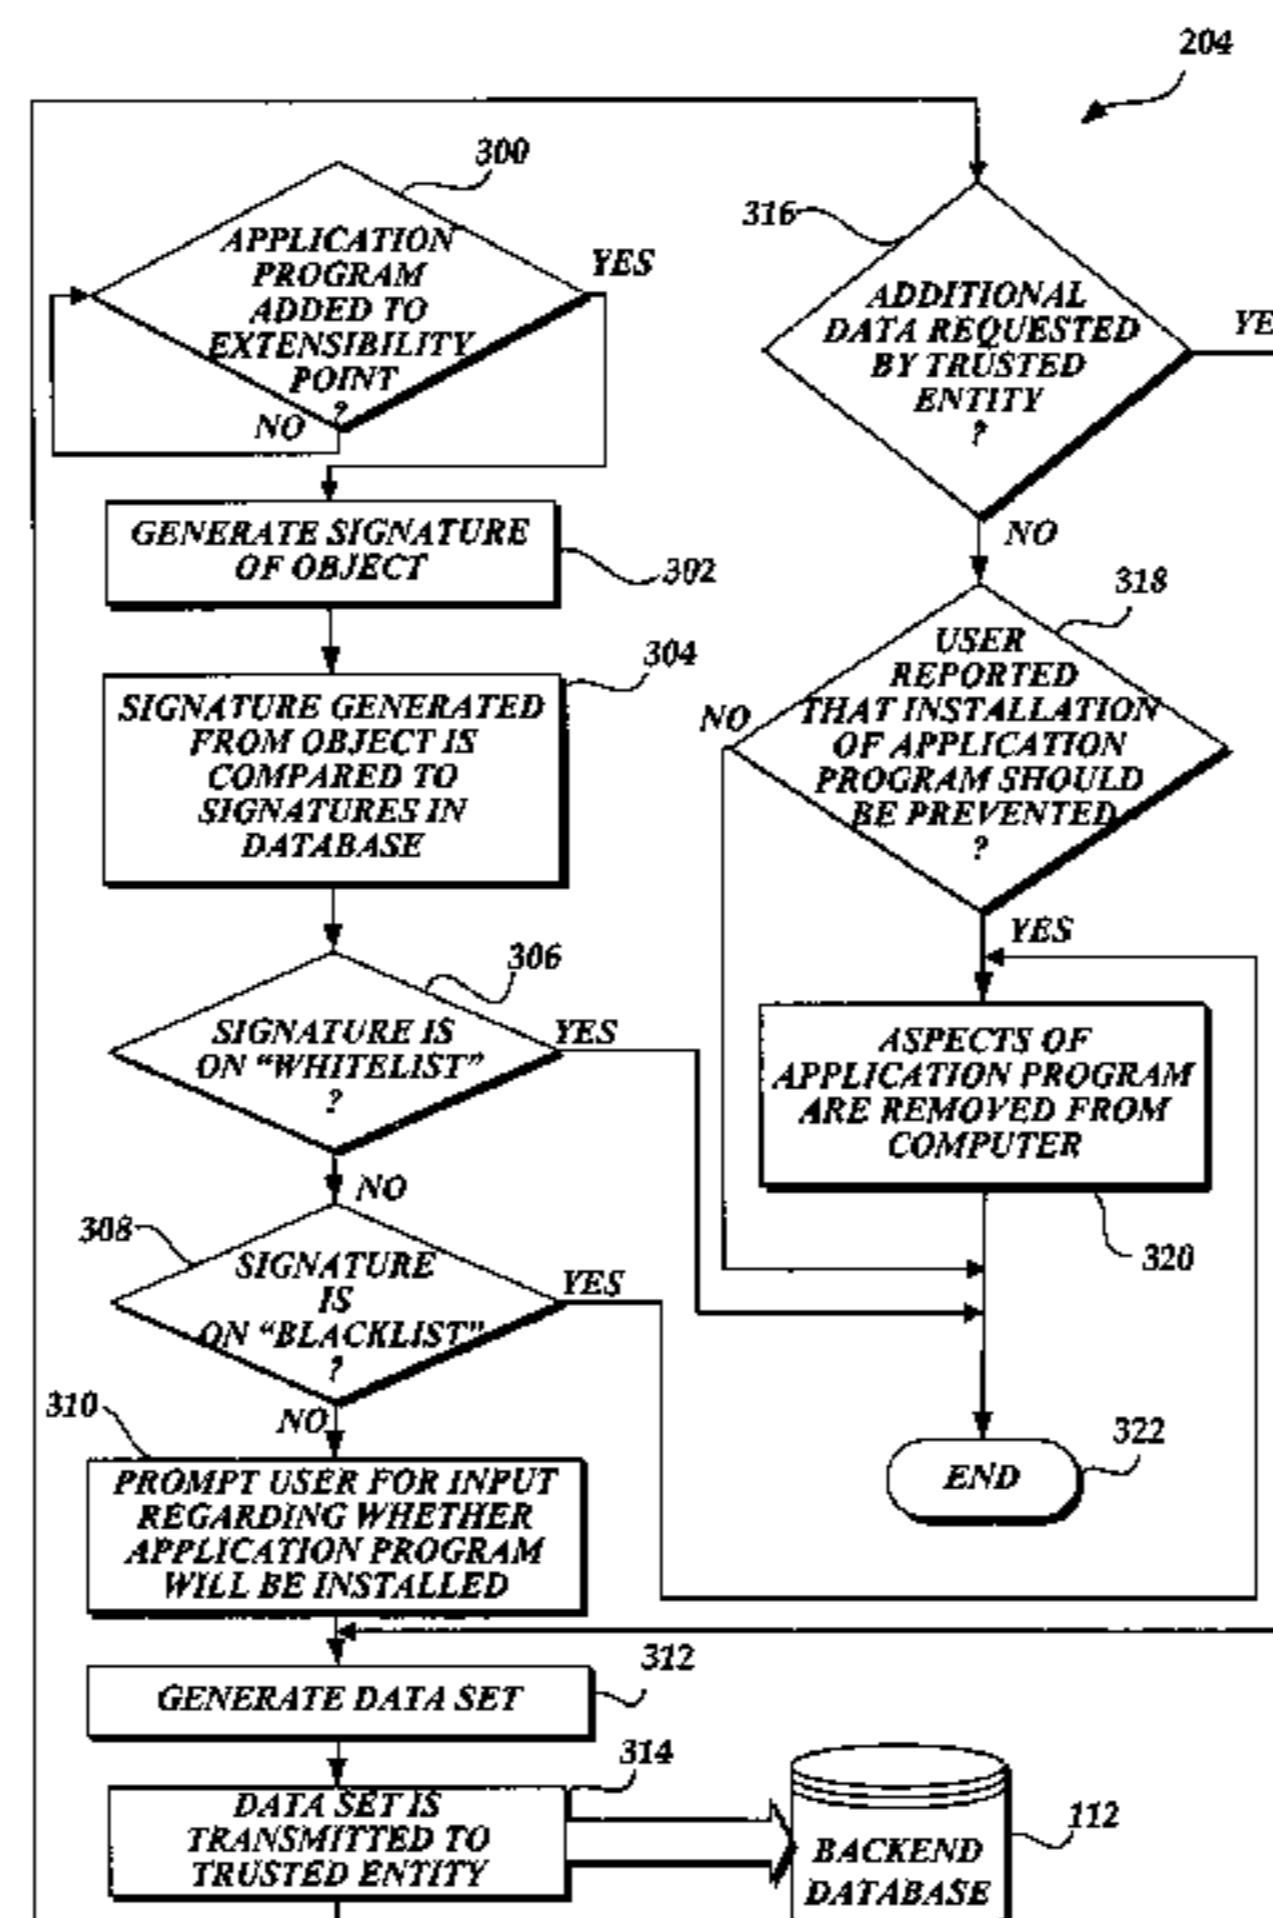 204
300
APPLICATION
PROGRAM
ADDED TO
EXTENSIBILITY
POINT
?
YES
NO
GENERATE SIGNATURE
OF OBJECT
302
304
SIGNATURE GENERATED
FROM OBJECT IS
COMPARED TO
SIGNATURES IN
DATABASE
306
SIGNATURE IS
ON “WHITELIST”
?
YES
NO
308
SIGNATURE
IS
ON “BLACKLIST”
?
YES
NO
310
PROMPT USER FOR INPUT
REGARDING WHETHER
APPLICATION PROGRAM
WILL BE INSTALLED
312
GENERATE DATA SET
314
DATA SET IS
TRANSMITTED TO
TRUSTED ENTITY
BACKEND
DATABASE
112
316
ADDITIONAL
DATA REQUESTED
BY TRUSTED
ENTITY
?
YE
NO
318
USER
REPORTED
THAT INSTALLATION
OF APPLICATION
PROGRAM SHOULD
BE PREVENTED
?
NO
YES
ASPECTS OF
APPLICATION PROGRAM
ARE REMOVED FROM
COMPUTER
320
END
322